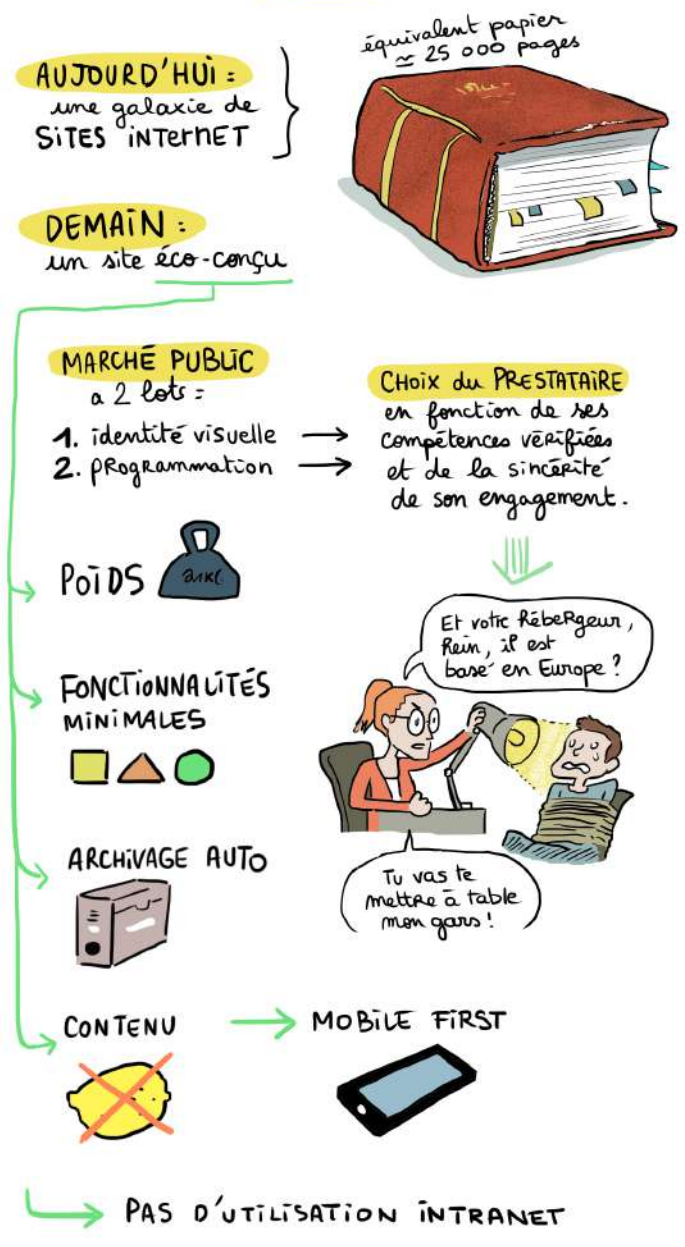 AUJOURD'HUI :
une galaxie de
SITES INTERNET
équivalent papier
≃ 25 000 pages
DEMAIN :
un site éco-conçu
MARCHÉ PUBLIC
a 2 lots :
1. identité visuelle
2. programmation
CHOIX du PRESTATAIRE
en fonction de ses
compétences vérifiées
et de la sincérité
de son engagement.
POIDS
Et votre hébergeur,
hein, il est
basé en Europe ?
FONCTIONNALITÉS
MINIMALES
ARCHIVAGE AUTO
Tu vas te
mettre à table
mon gars !
CONTENU
MOBILE FIRST
PAS D'UTILISATION INTRANET